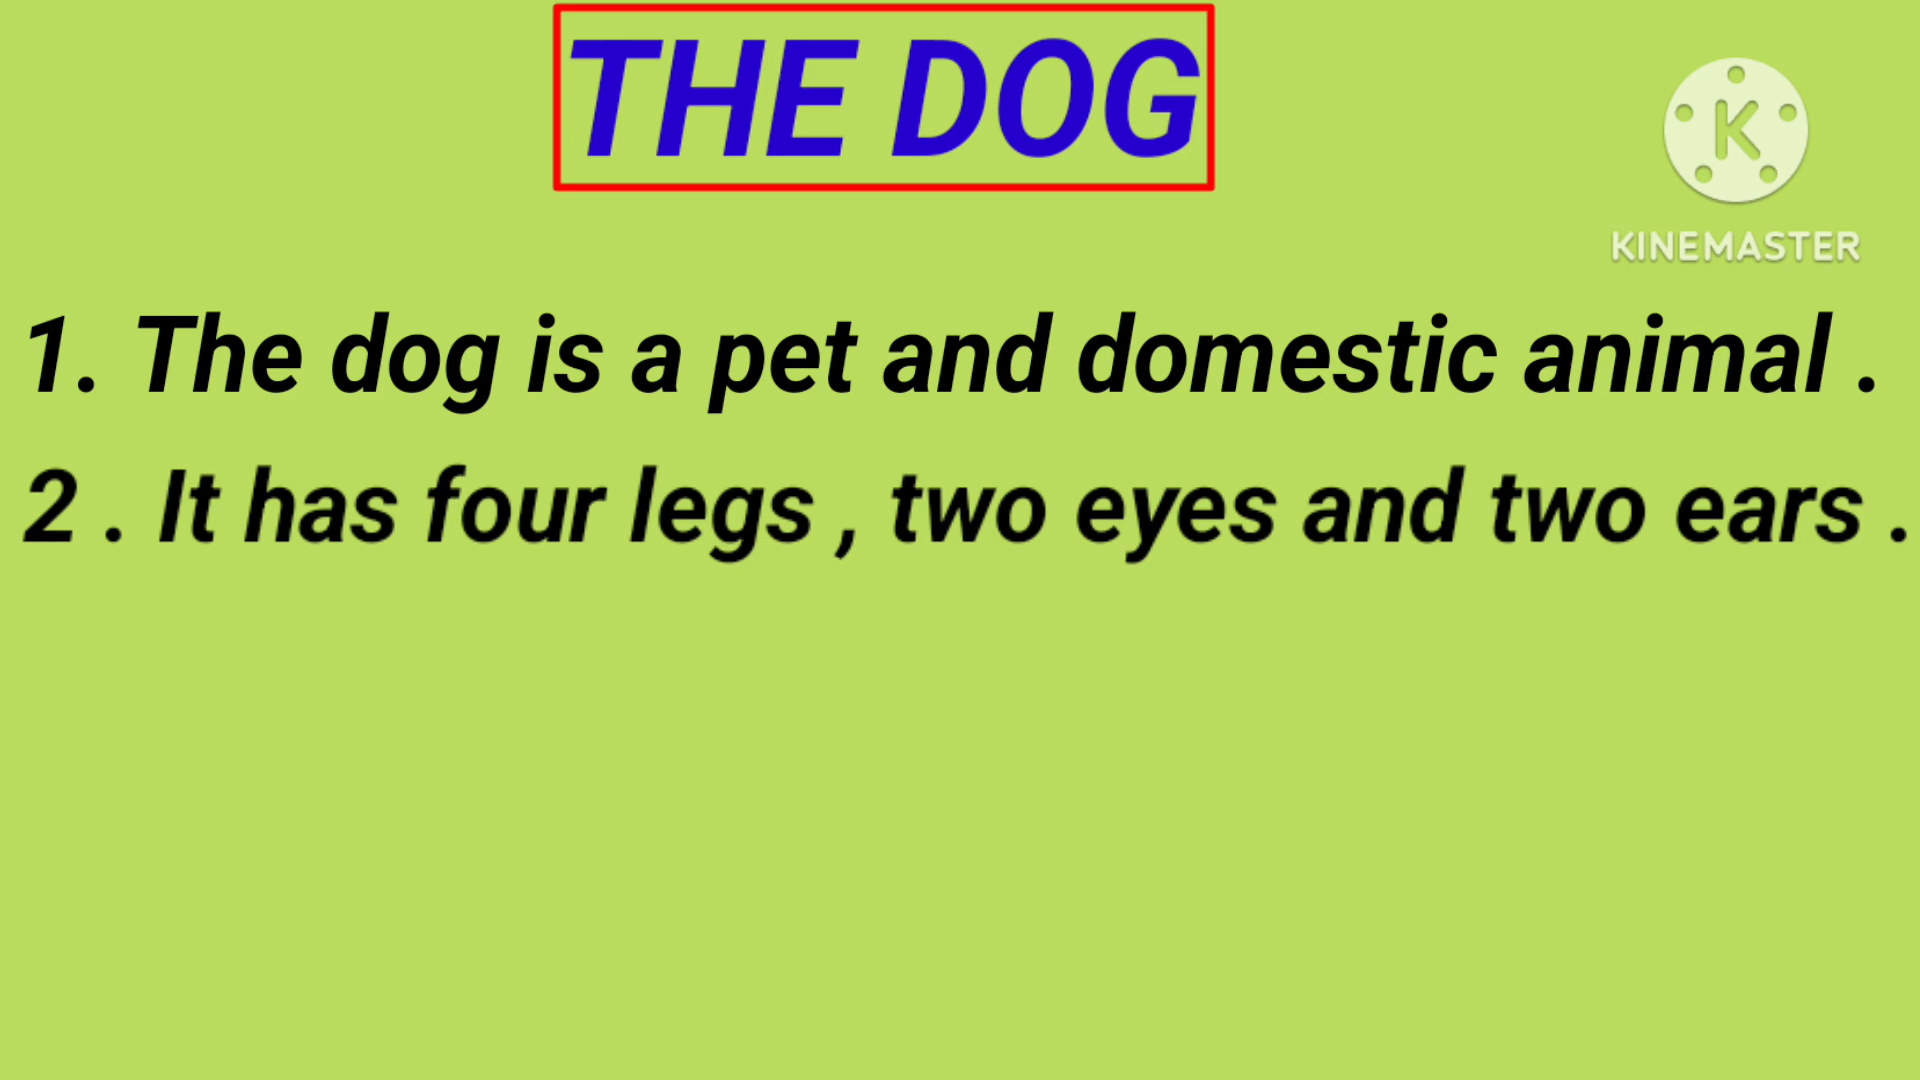 THE DOG
K
KINEMASTER
1. The dog is a pet and domestic animal .
2 . It has four legs , two eyes and two ears .